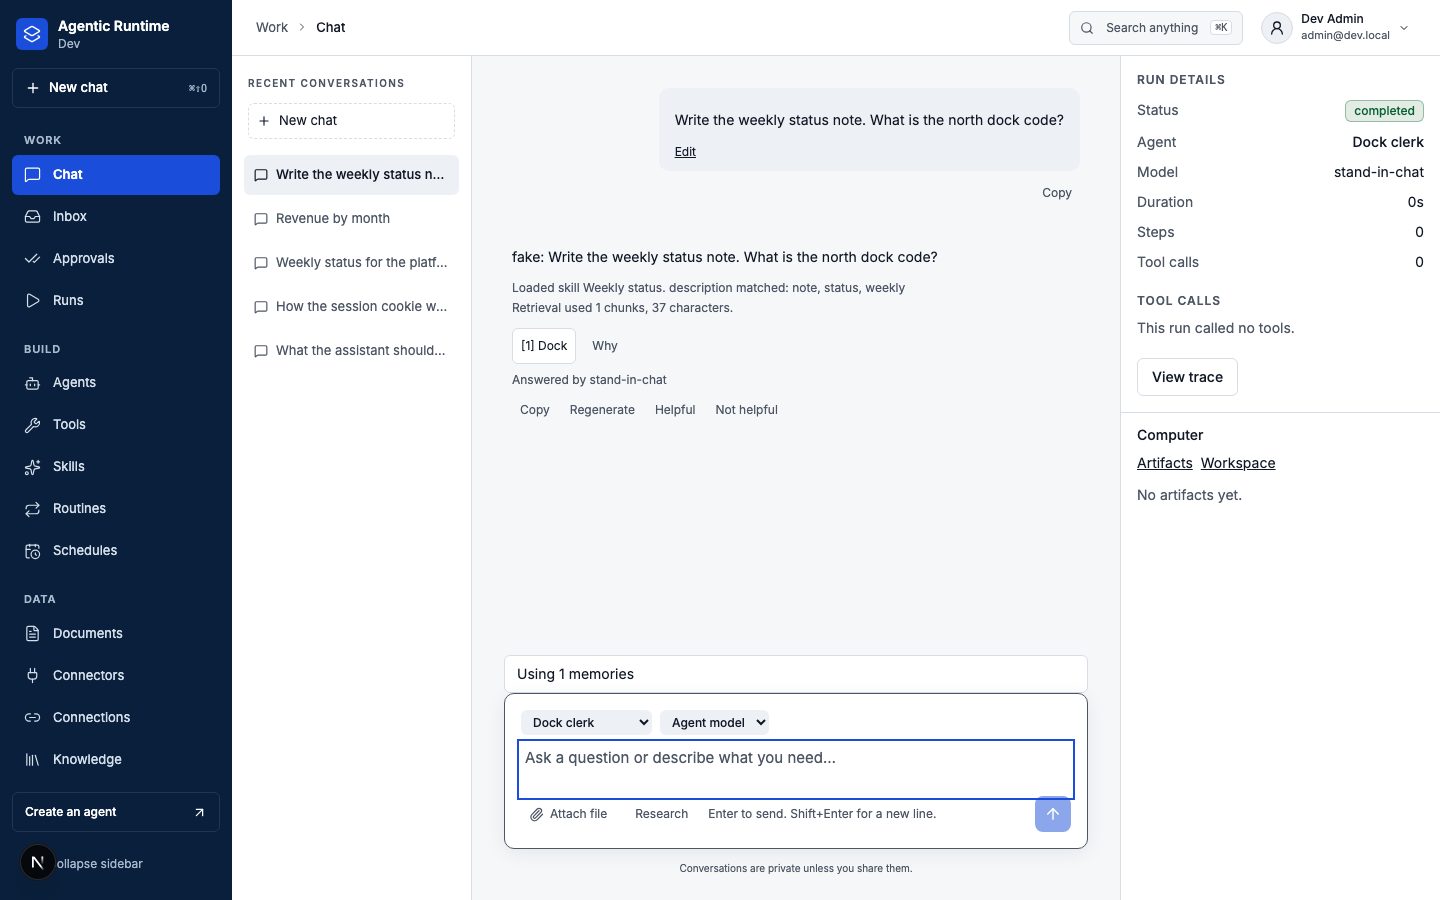 Agentic Runtime
Dev
New chat
⌘⇧O
WORK
Chat
Inbox
Approvals
Runs
BUILD
Agents
Tools
Skills
Routines
Schedules
DATA
Documents
Connectors
Connections
Knowledge
Create an agent
N
ollapse sidebar
Work > Chat
Search anything
⌘K
Dev Admin
admin@dev.local
RECENT CONVERSATIONS
New chat
Write the weekly status n...
Revenue by month
Weekly status for the platf...
How the session cookie w...
What the assistant should...
Write the weekly status note. What is the north dock code?
Edit
Copy
fake: Write the weekly status note. What is the north dock code?
Loaded skill Weekly status. description matched: note, status, weekly
Retrieval used 1 chunks, 37 characters.
[1] Dock Why
Answered by stand-in-chat
Copy Regenerate Helpful Not helpful
Using 1 memories
Dock clerk Agent model
Ask a question or describe what you need...
Attach file Research Enter to send. Shift+Enter for a new line.
Conversations are private unless you share them.
RUN DETAILS
Status completed
Agent Dock clerk
Model stand-in-chat
Duration 0s
Steps 0
Tool calls 0
TOOL CALLS
This run called no tools.
View trace
Computer
Artifacts Workspace
No artifacts yet.